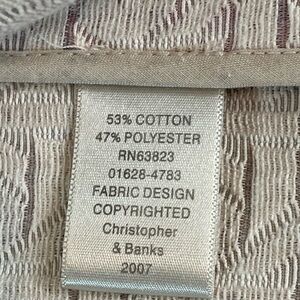 53% COTTON
47% POLYESTER
RN63823
01628-4783
FABRIC DESIGN
COPYRIGHTED
Christopher
& Banks
2007